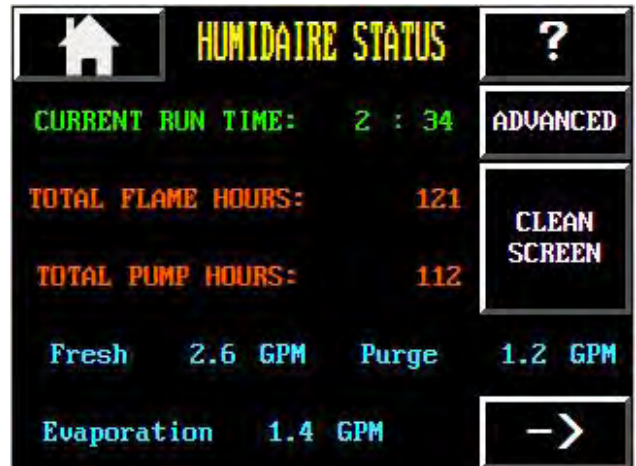 HUMIDAIRE STATUS ?
CURRENT RUN TIME: 2 : 34 ADVANCED
TOTAL FLAME HOURS: 121
CLEAN
SCREEN
TOTAL PUMP HOURS: 112
Fresh 2.6 GPM Purge 1.2 GPM
Evaporation 1.4 GPM ->